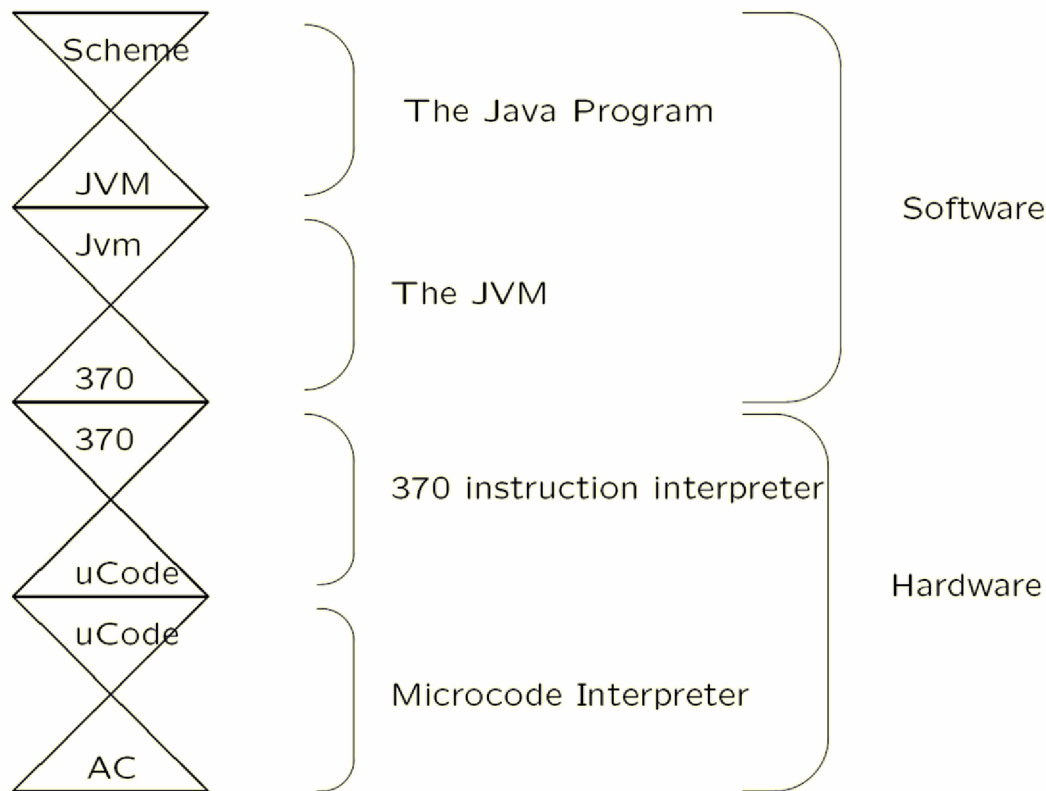 Scheme
The Java Program
JVM
Software
Jvm
The JVM
370
370
370 instruction interpreter
uCode
Hardware
uCode
Microcode Interpreter
AC